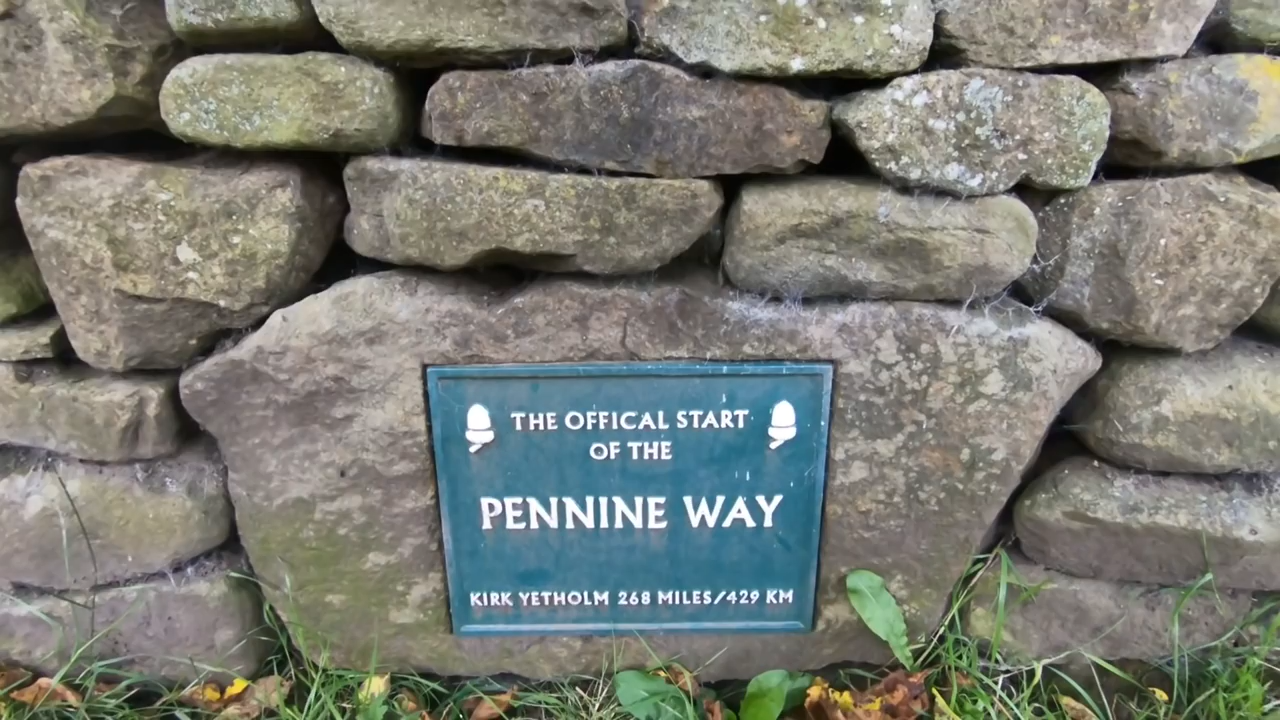 THE OFFICAL START
OF THE
PENNINE WAY
KIRK YETHOLM 268 MILES/429 KM